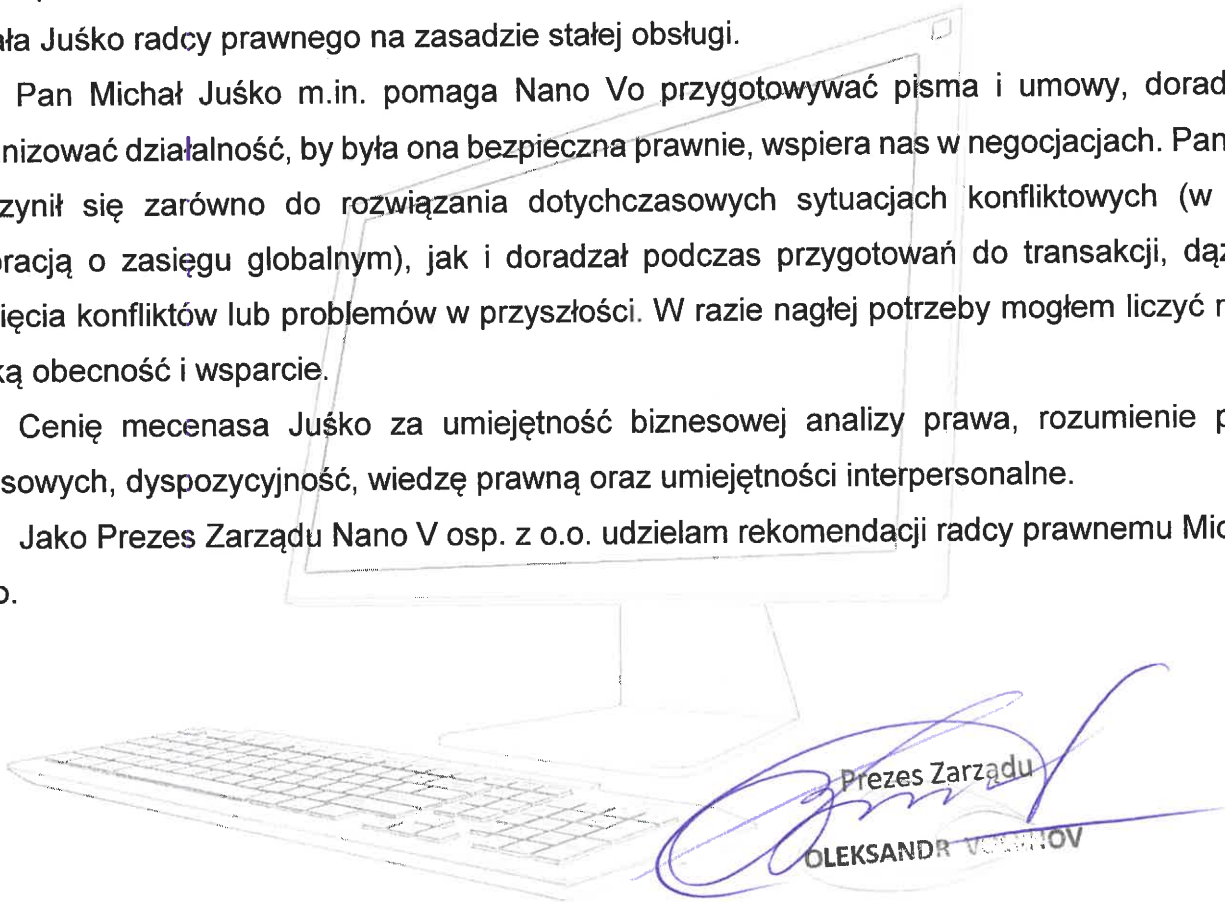 ała Juśko radcy prawnego na zasadzie stałej obsługi.
Pan Michał Juśko m.in. pomaga Nano Vo przygotowywać pisma i umowy, dorad
nizować działalność, by była ona bezpieczna prawnie, wspiera nas w negocjacjach. Pan
zynił się zarówno do rozwiązania dotychczasowych sytuacjach konfliktowych (w
oracją o zasięgu globalnym), jak i doradzał podczas przygotowań do transakcji, dąż
ięcia konfliktów lub problemów w przyszłości. W razie nagłej potrzeby mogłem liczyć n
ką obecność i wsparcie.
Cenię mecenasa Juśko za umiejętność biznesowej analizy prawa, rozumienie p
sowych, dyspozycyjność, wiedzę prawną oraz umiejętności interpersonalne.
Jako Prezes Zarządu Nano V osp. z o.o. udzielam rekomendacji radcy prawnemu Mic
o.
Prezes Zarządu
OLEKSANDR